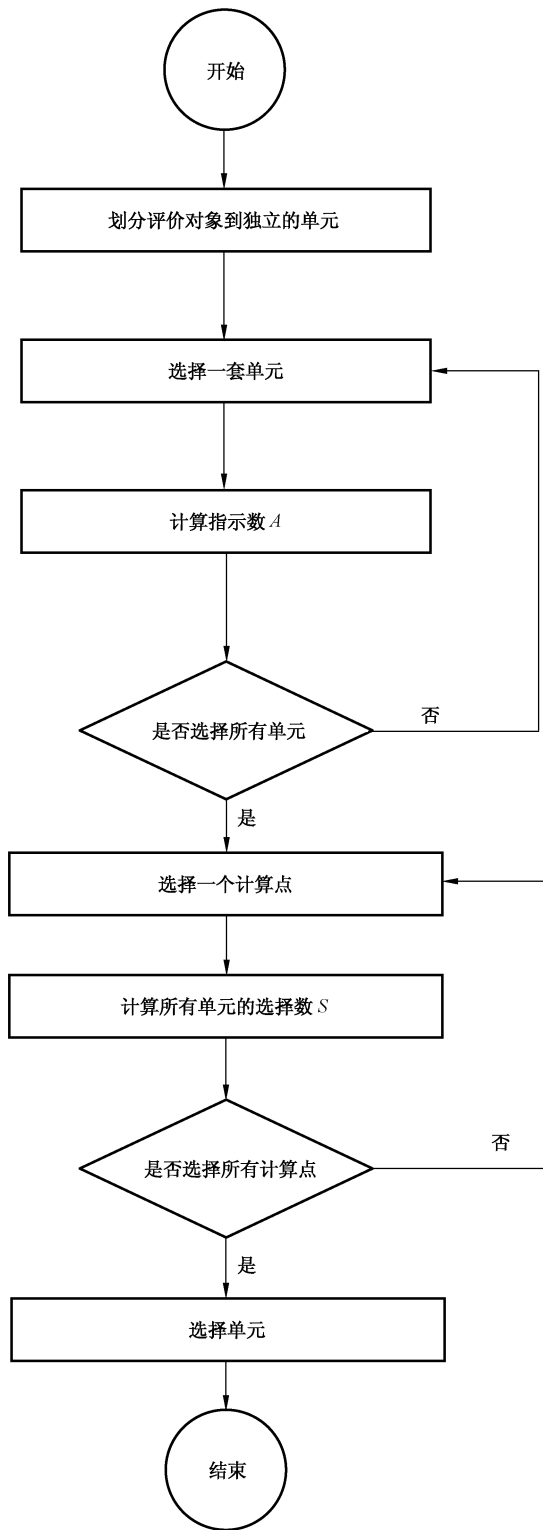 开始
划分评价对象到独立的单元
选择一套单元
计算指示数 A
是否选择所有单元
否
是
选择一个计算点
计算所有单元的选择数 S
是否选择所有计算点
否
是
选择单元
结束